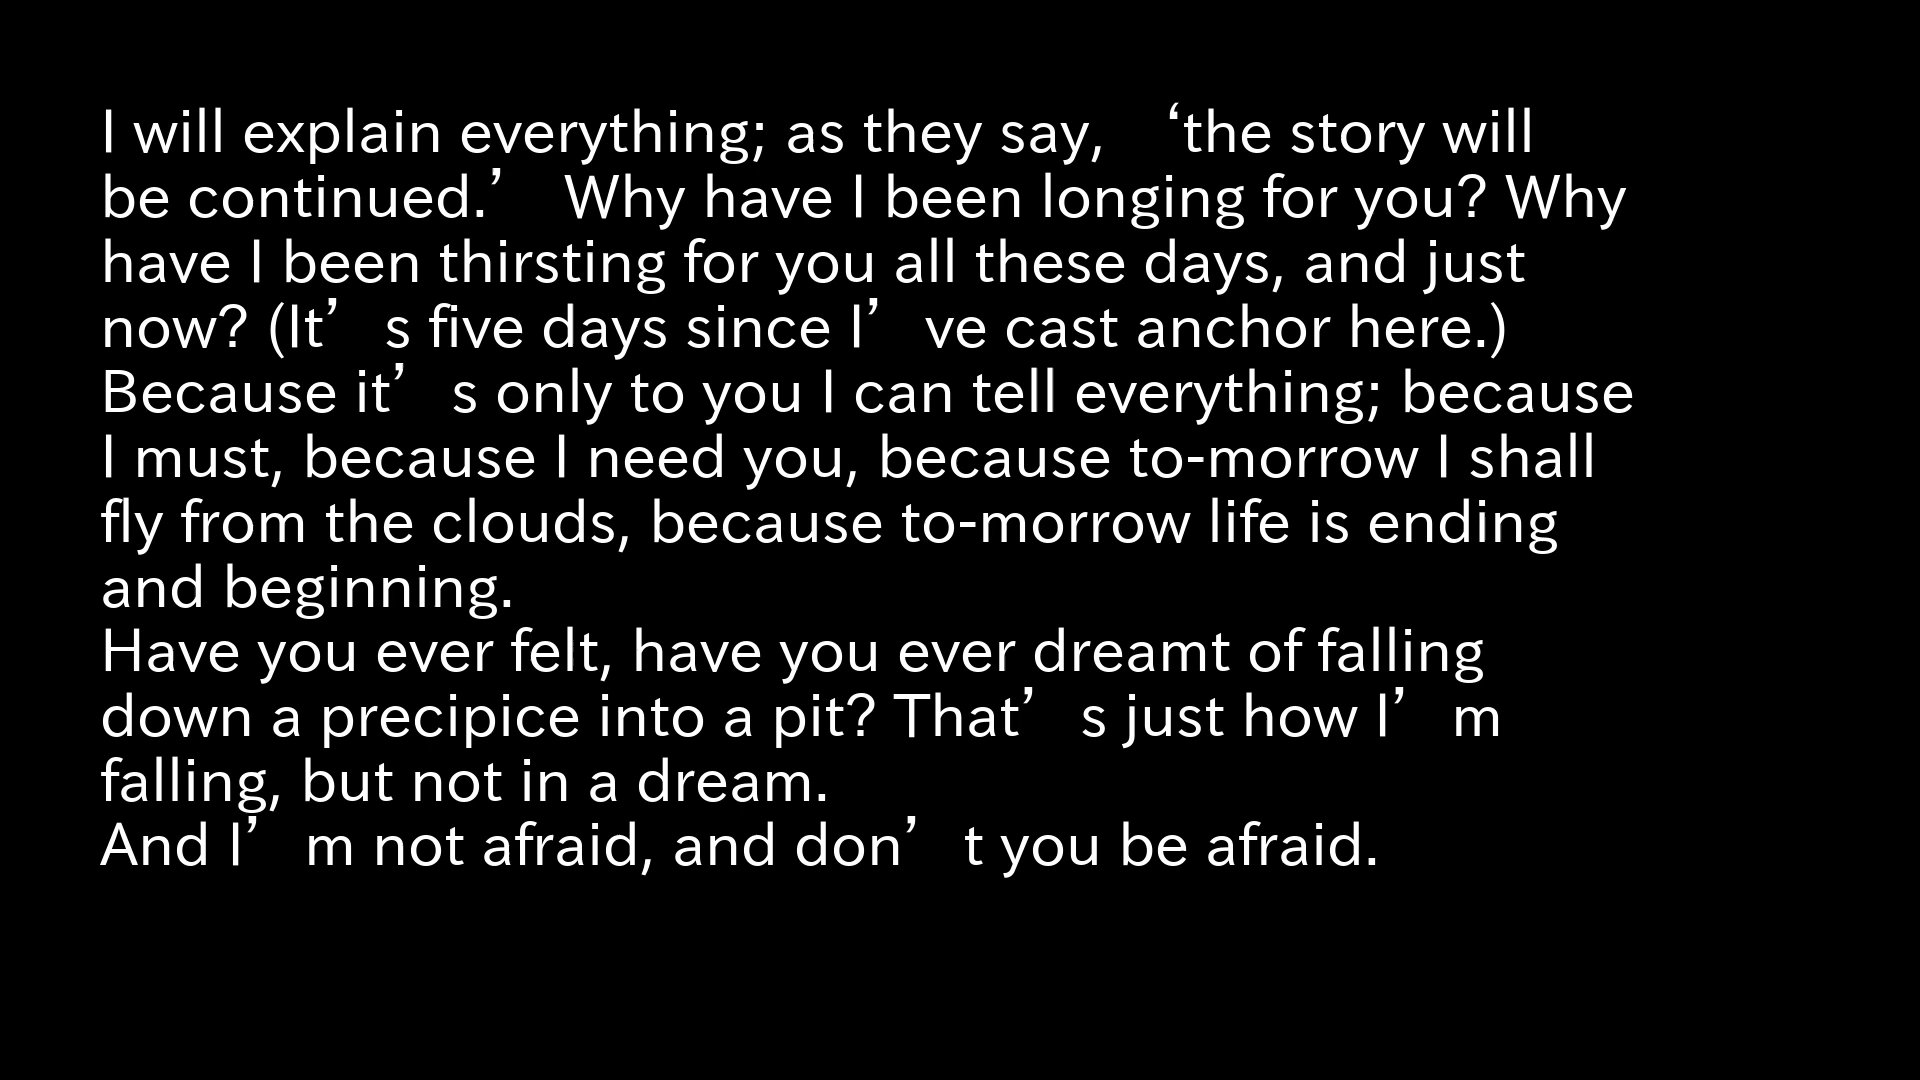 I will explain everything; as they say, ‘the story will
be continued.’ Why have I been longing for you? Why
have I been thirsting for you all these days, and just
now? (It’s five days since I’ve cast anchor here.)
Because it’s only to you I can tell everything; because
I must, because I need you, because to-morrow I shall
fly from the clouds, because to-morrow life is ending
and beginning.
Have you ever felt, have you ever dreamt of falling
down a precipice into a pit? That’s just how I’m
falling, but not in a dream.
And I’m not afraid, and don’t you be afraid.